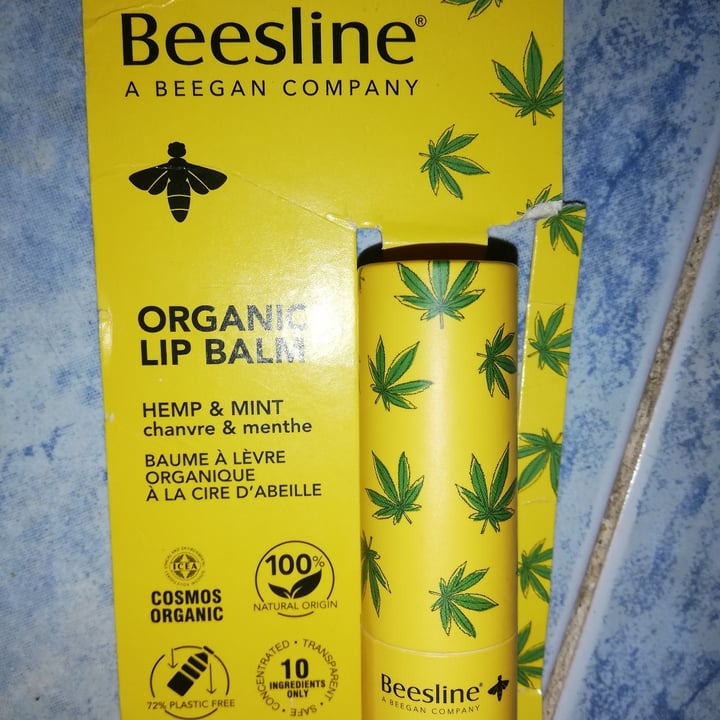 Beesline®
A BEEGAN COMPANY
ORGANIC
LIP BALM
HEMP & MINT
chanvre & menthe
BAUME À LÈVRE
ORGANIQUE
À LA CIRE D'ABEILLE
ICEA
COSMOS
ORGANIC
100%
NATURAL ORIGIN
72% PLASTIC FREE
CONCENTRATED • TRANSPARENT • SAFE •
10
INGREDIENTS
ONLY
Beesline®
A BEEGAN COMPANY